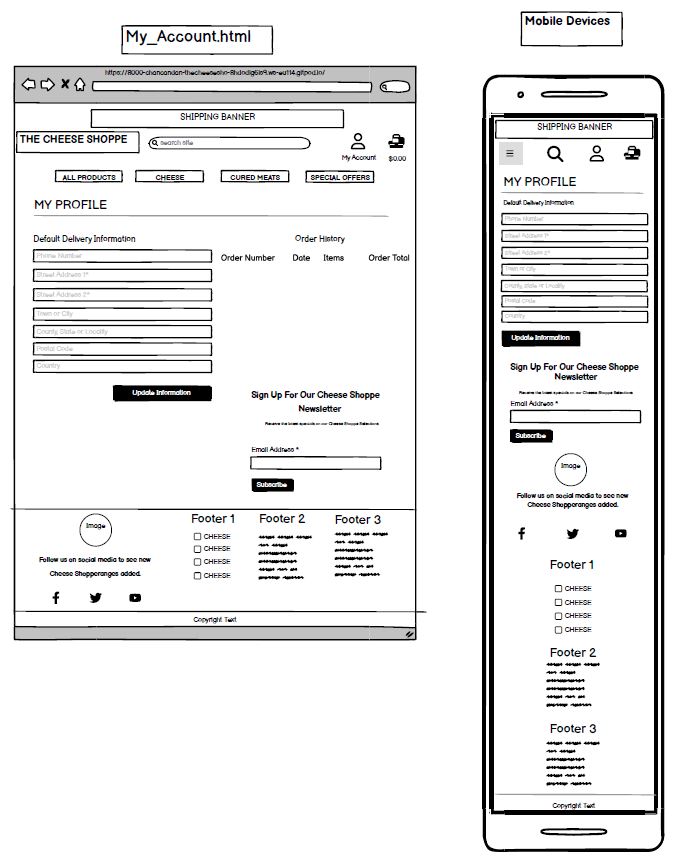 My_Account.html
SHIPPING BANNER
THE CHEESE SHOPPE
search site
My Account
$0.00
ALL PRODUCTS
CHEESE
CURED MEATS
SPECIAL OFFERS
MY PROFILE
Default Delivery Information
Phone Number
Street Address 1*
Street Address 2*
Town or City
County State or Locality
Postal Code
Country
Update Information
Order History
Order Number Date Items Order Total
Sign Up For Our Cheese Shoppe
Newsletter
Receive the latest specials on our Cheese Shoppe Selections
Email Address *
Subscribe
Image
Follow us on social media to see new
Cheese Shopperanges added.
Footer 1
CHEESE
CHEESE
CHEESE
CHEESE
Footer 2
Footer 3
Copyright Text
Mobile Devices
SHIPPING BANNER
MY PROFILE
Default Delivery Information
Phone Number
Street Address 1*
Street Address 2*
Town or City
County State or Locality
Postal Code
Country
Update Information
Sign Up For Our Cheese Shoppe
Newsletter
Receive the latest specials on our Cheese Shoppe Selections
Email Address *
Subscribe
Image
Follow us on social media to see new
Cheese Shopperanges added.
Footer 1
CHEESE
CHEESE
CHEESE
CHEESE
Footer 2
Footer 3
Copyright Text